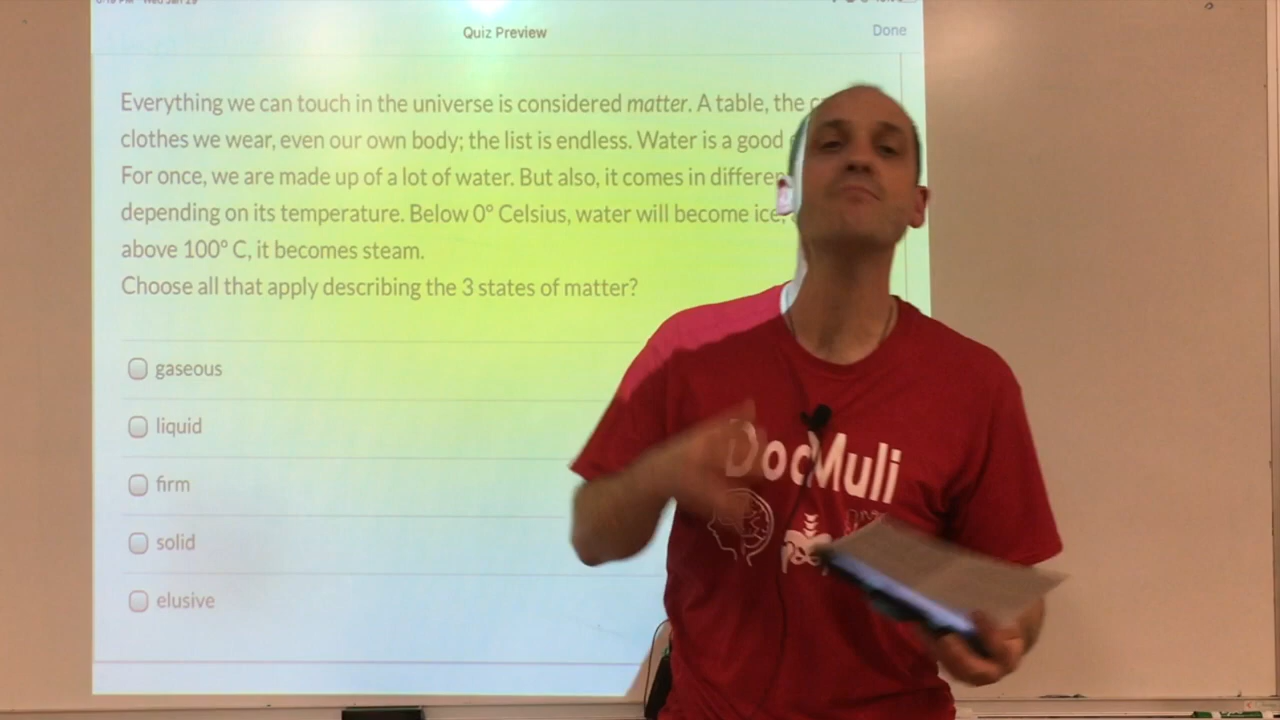 Quiz Preview
Done
Everything we can touch in the universe is considered matter. A table, the
clothes we wear, even our own body; the list is endless. Water is a good
For once, we are made up of a lot of water. But also, it comes in
depending on its temperature. Below 0° Celsius, water will become ice,
above 100° C, it becomes steam.
Choose all that apply describing the 3 states of matter?
gaseous
liquid
firm
solid
elusive
DocMuli